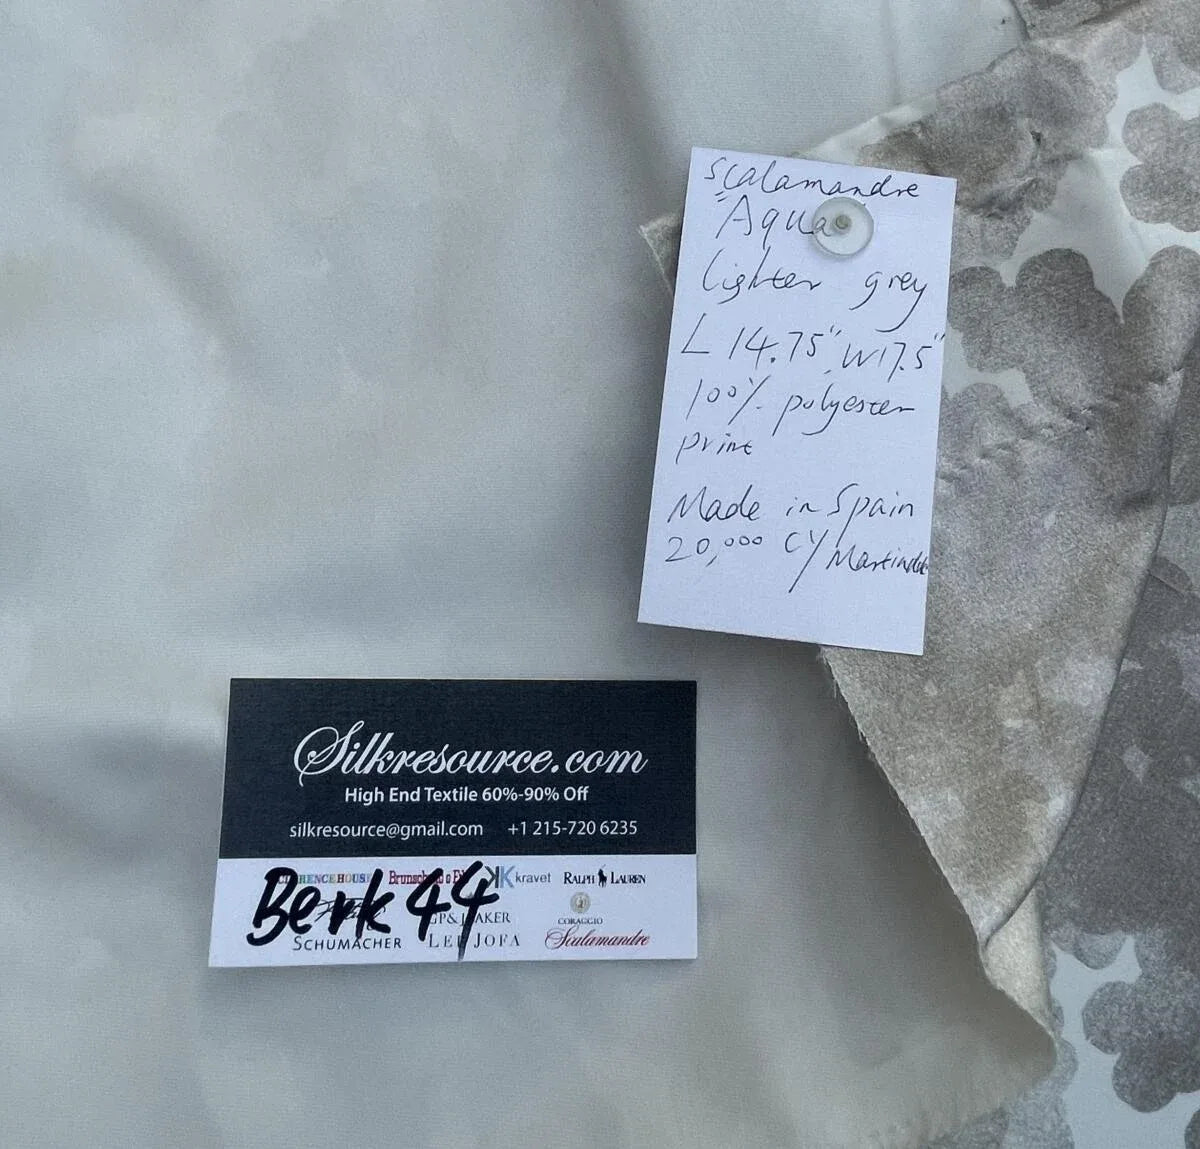 Scalamandre
"Aqua"
lighter grey
L 14.75" W17.5"
100% polyester
print
Made in Spain
20,000 CY Martindale
Silkresource.com
High End Textile 60%-90% Off
silkresource@gmail.com +1 215-720 6235
kravet RALPH LAUREN
Berk 44
CORAGGIO
SCHUMACHER LEE JOFA Scalamandre